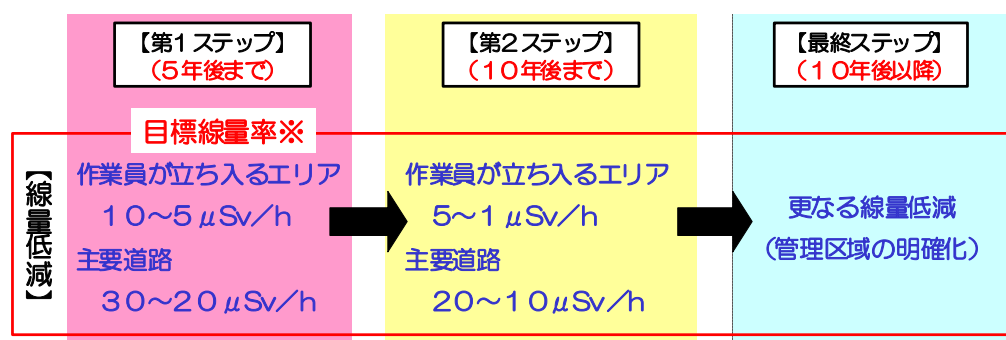 【第１ステップ】
（５年後まで）
【第２ステップ】
（１０年後まで）
【最終ステップ】
（１０年後以降）
目標線量率※
【線量低減】
作業員が立ち入るエリア
１０～５μSv／h
主要道路
３０～２０μSv／h
作業員が立ち入るエリア
５～１μSv／h
主要道路
２０～１０μSv／h
更なる線量低減
（管理区域の明確化）